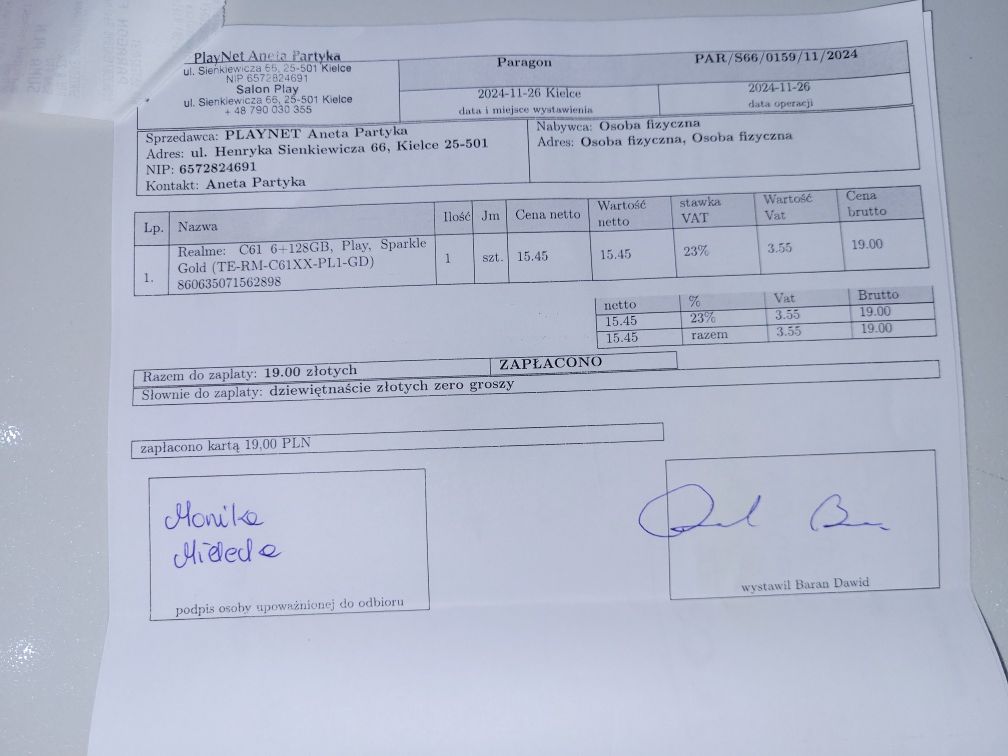 PlayNet Aneta Partyka
ul. Sienkiewicza 66, 25-501 Kielce
NIP 6572824691
Salon Play
ul. Sienkiewicza 66, 25-501 Kielce
+ 48 790 030 355
Paragon
PAR/S66/0159/11/2024
2024-11-26 Kielce
data i miejsce wystawienia
2024-11-26
data operacji
Sprzedawca: PLAYNET Aneta Partyka
Adres: ul. Henryka Sienkiewicza 66, Kielce 25-501
NIP: 6572824691
Kontakt: Aneta Partyka
Nabywca: Osoba fizyczna
Adres: Osoba fizyczna, Osoba fizyczna
Lp. Nazwa Ilość Jm Cena netto Wartość netto stawka VAT Wartość Vat Cena brutto
1. Realme: C61 6+128GB, Play, Sparkle 1 szt. 15.45 15.45 23% 3.55 19.00
Gold (TE-RM-C61XX-PL1-GD)
860635071562898
netto % Vat Brutto
15.45 23% 3.55 19.00
15.45 razem 3.55 19.00
Razem do zaplaty: 19.00 złotych ZAPŁACONO
Słownie do zaplaty: dziewiętnaście złotych zero groszy
zapłacono kartą 19,00 PLN
Monika
podpis osoby upoważnionej do odbioru
wystawil Baran Dawid